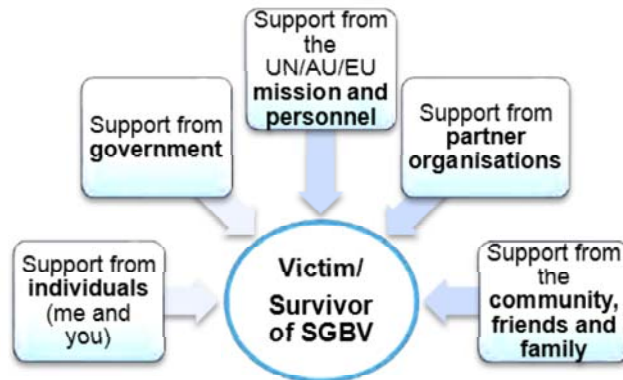 Support from
the
UN/AU/EU
mission and
personnel
Support from
government
Support from
partner
organisations
Support from
individuals
(me and
you)
Victim/
Survivor
of SGBV
Support from
the
community,
friends and
family